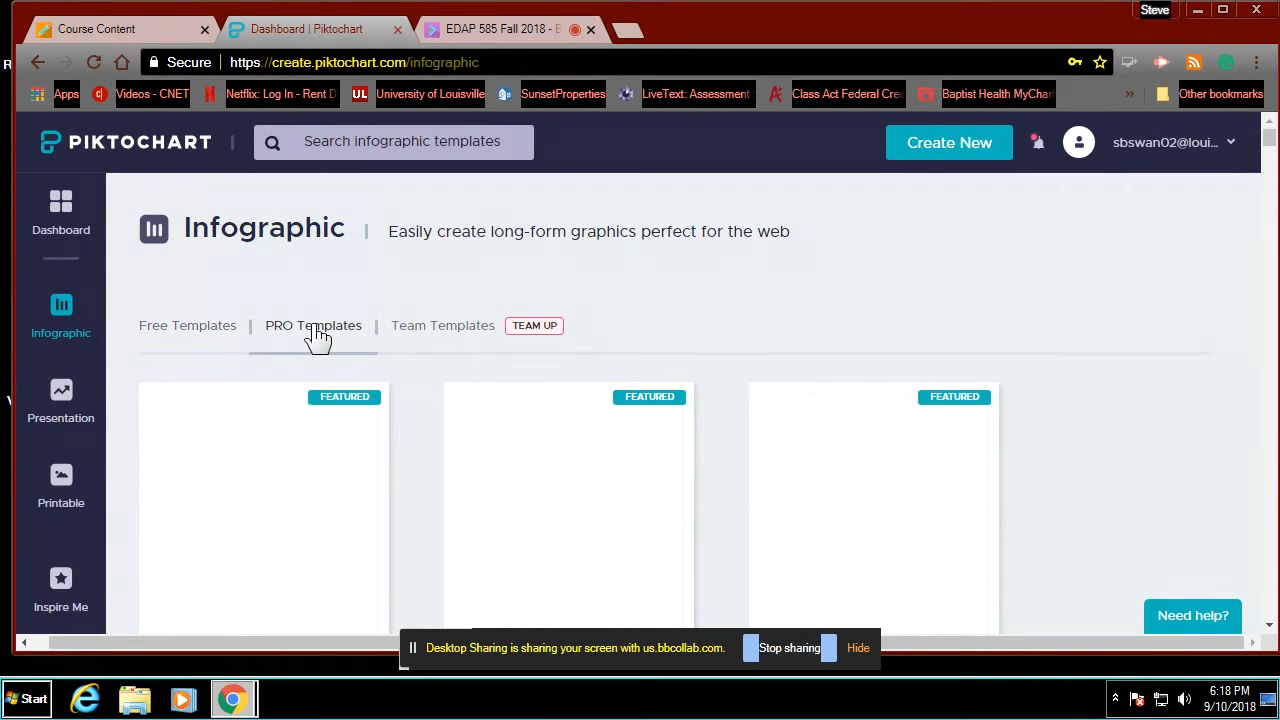 Steve
Course Content
Dashboard | Piktochart
EDAP 585 Fall 2018 - B
Secure
https://create.piktochart.com/infographic
Apps
Videos - CNET
Netflix: Log In - Rent D
University of Louisville
SunsetProperties
LiveText: Assessment
Class Act Federal Cre
Baptist Health MyChar
»
Other bookmarks
PIKTOCHART
Search infographic templates
Create New
sbswan02@loui...
Dashboard
Infographic
Presentation
Printable
Inspire Me
Infographic
Easily create long-form graphics perfect for the web
Free Templates
PRO Templates
Team Templates
TEAM UP
FEATURED
FEATURED
FEATURED
Need help?
Desktop Sharing is sharing your screen with us.bbcollab.com.
Stop sharing
Hide
Start
6:18 PM
9/10/2018